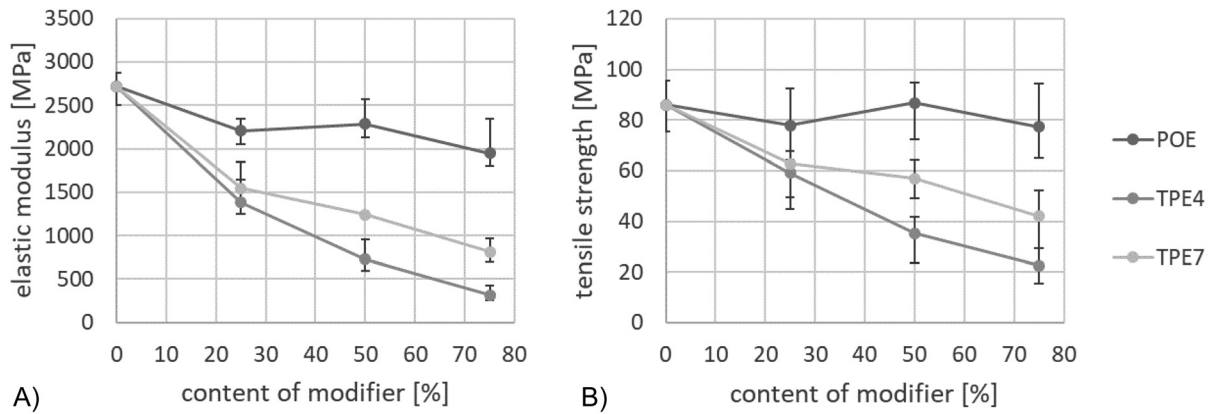 elastic modulus [MPa]
3500
3000
2500
2000
1500
1000
500
0
0 10 20 30 40 50 60 70 80
content of modifier [%]
A)
tensile strength [MPa]
120
100
80
60
40
20
0
0 10 20 30 40 50 60 70 80
content of modifier [%]
B)
POE
TPE4
TPE7